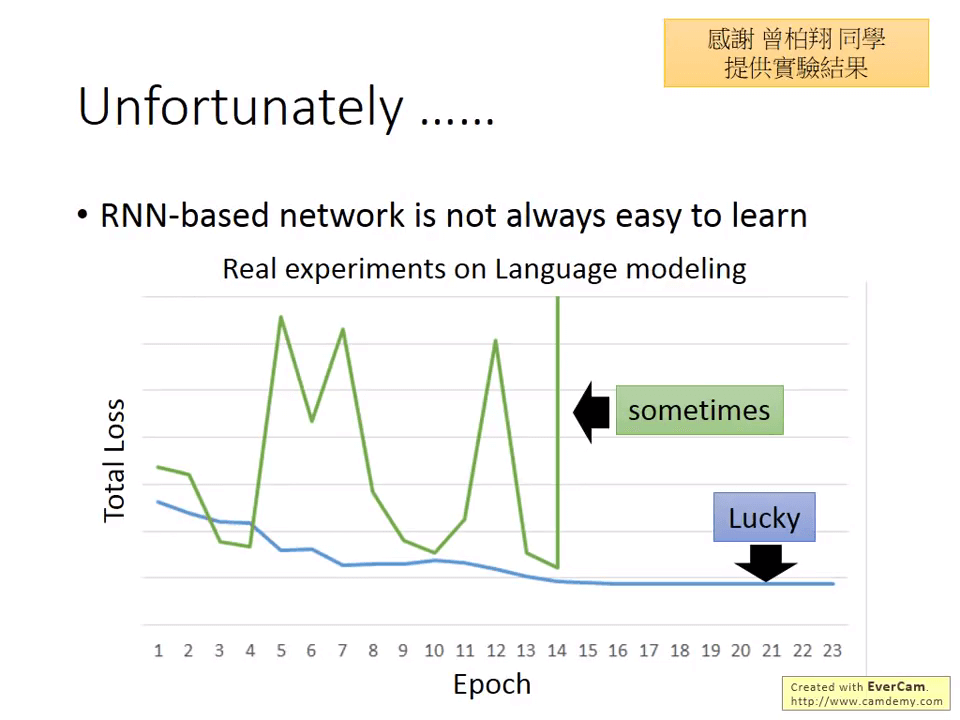 感謝 曾柏翔 同學
提供實驗結果
Unfortunately ……
• RNN-based network is not always easy to learn
Real experiments on Language modeling
Total Loss
sometimes
Lucky
1 2 3 4 5 6 7 8 9 10 11 12 13 14 15 16 17 18 19 20 21 22 23
Epoch
Created with EverCam.
http://www.camdemy.com